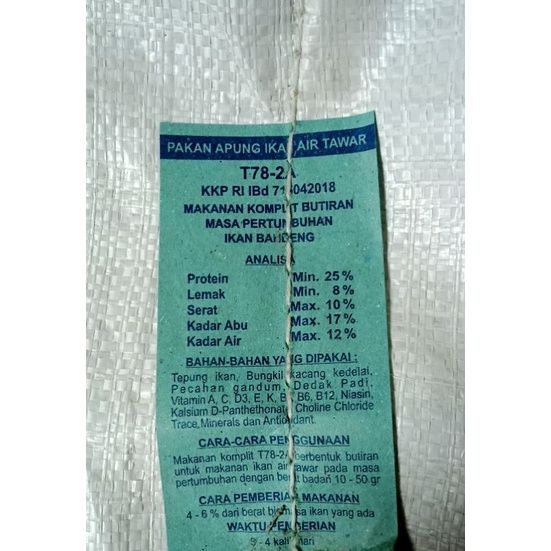 PAKAN APUNG IKAN AIR TAWAR
T78-2A
KKP RI IBd 042018
MAKANAN KOMPLIT BUTIRAN
MASA PERTUMBUHAN
IKAN BANDENG
ANALISA
Protein Min. 25 %
Lemak Min. 8 %
Serat Max. 10 %
Kadar Abu Max. 17 %
Kadar Air Max. 12 %
BAHAN-BAHAN YANG DIPAKAI :
Tepung ikan, Bungkil kacang kedelai,
Pecahan gandum, Dedak Padi,
Vitamin A, C, D3, E, K, B6, B12, Niasin,
Kalsium D-Panthethonate, Choline Chloride
Trace Minerals dan Antioxidant.
CARA-CARA PENGGUNAAN
Makanan komplit T78-2A berbentuk butiran
untuk makanan ikan air tawar pada masa
pertumbuhan dengan berat badan 10 - 50 gr
CARA PEMBERIAN MAKANAN
4 - 6 % dari berat biomasa ikan yang ada
WAKTU PEMBERIAN
3 - 4 kali hari